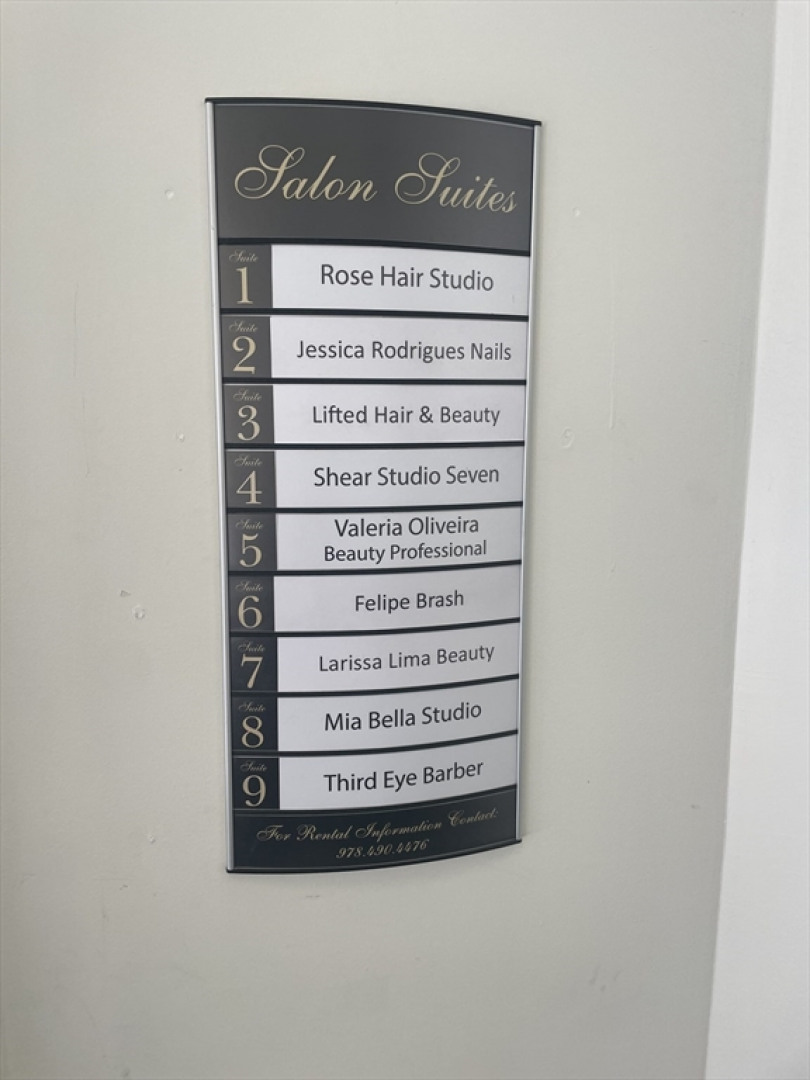 Salon Suites
Suite
1
Rose Hair Studio
Suite
2
Jessica Rodrigues Nails
Suite
3
Lifted Hair & Beauty
Suite
4
Shear Studio Seven
Suite
5
Valeria Oliveira
Beauty Professional
Suite
6
Felipe Brash
Suite
7
Larissa Lima Beauty
Suite
8
Mia Bella Studio
Suite
9
Third Eye Barber
For Rental Information Contact:
978.490.4476